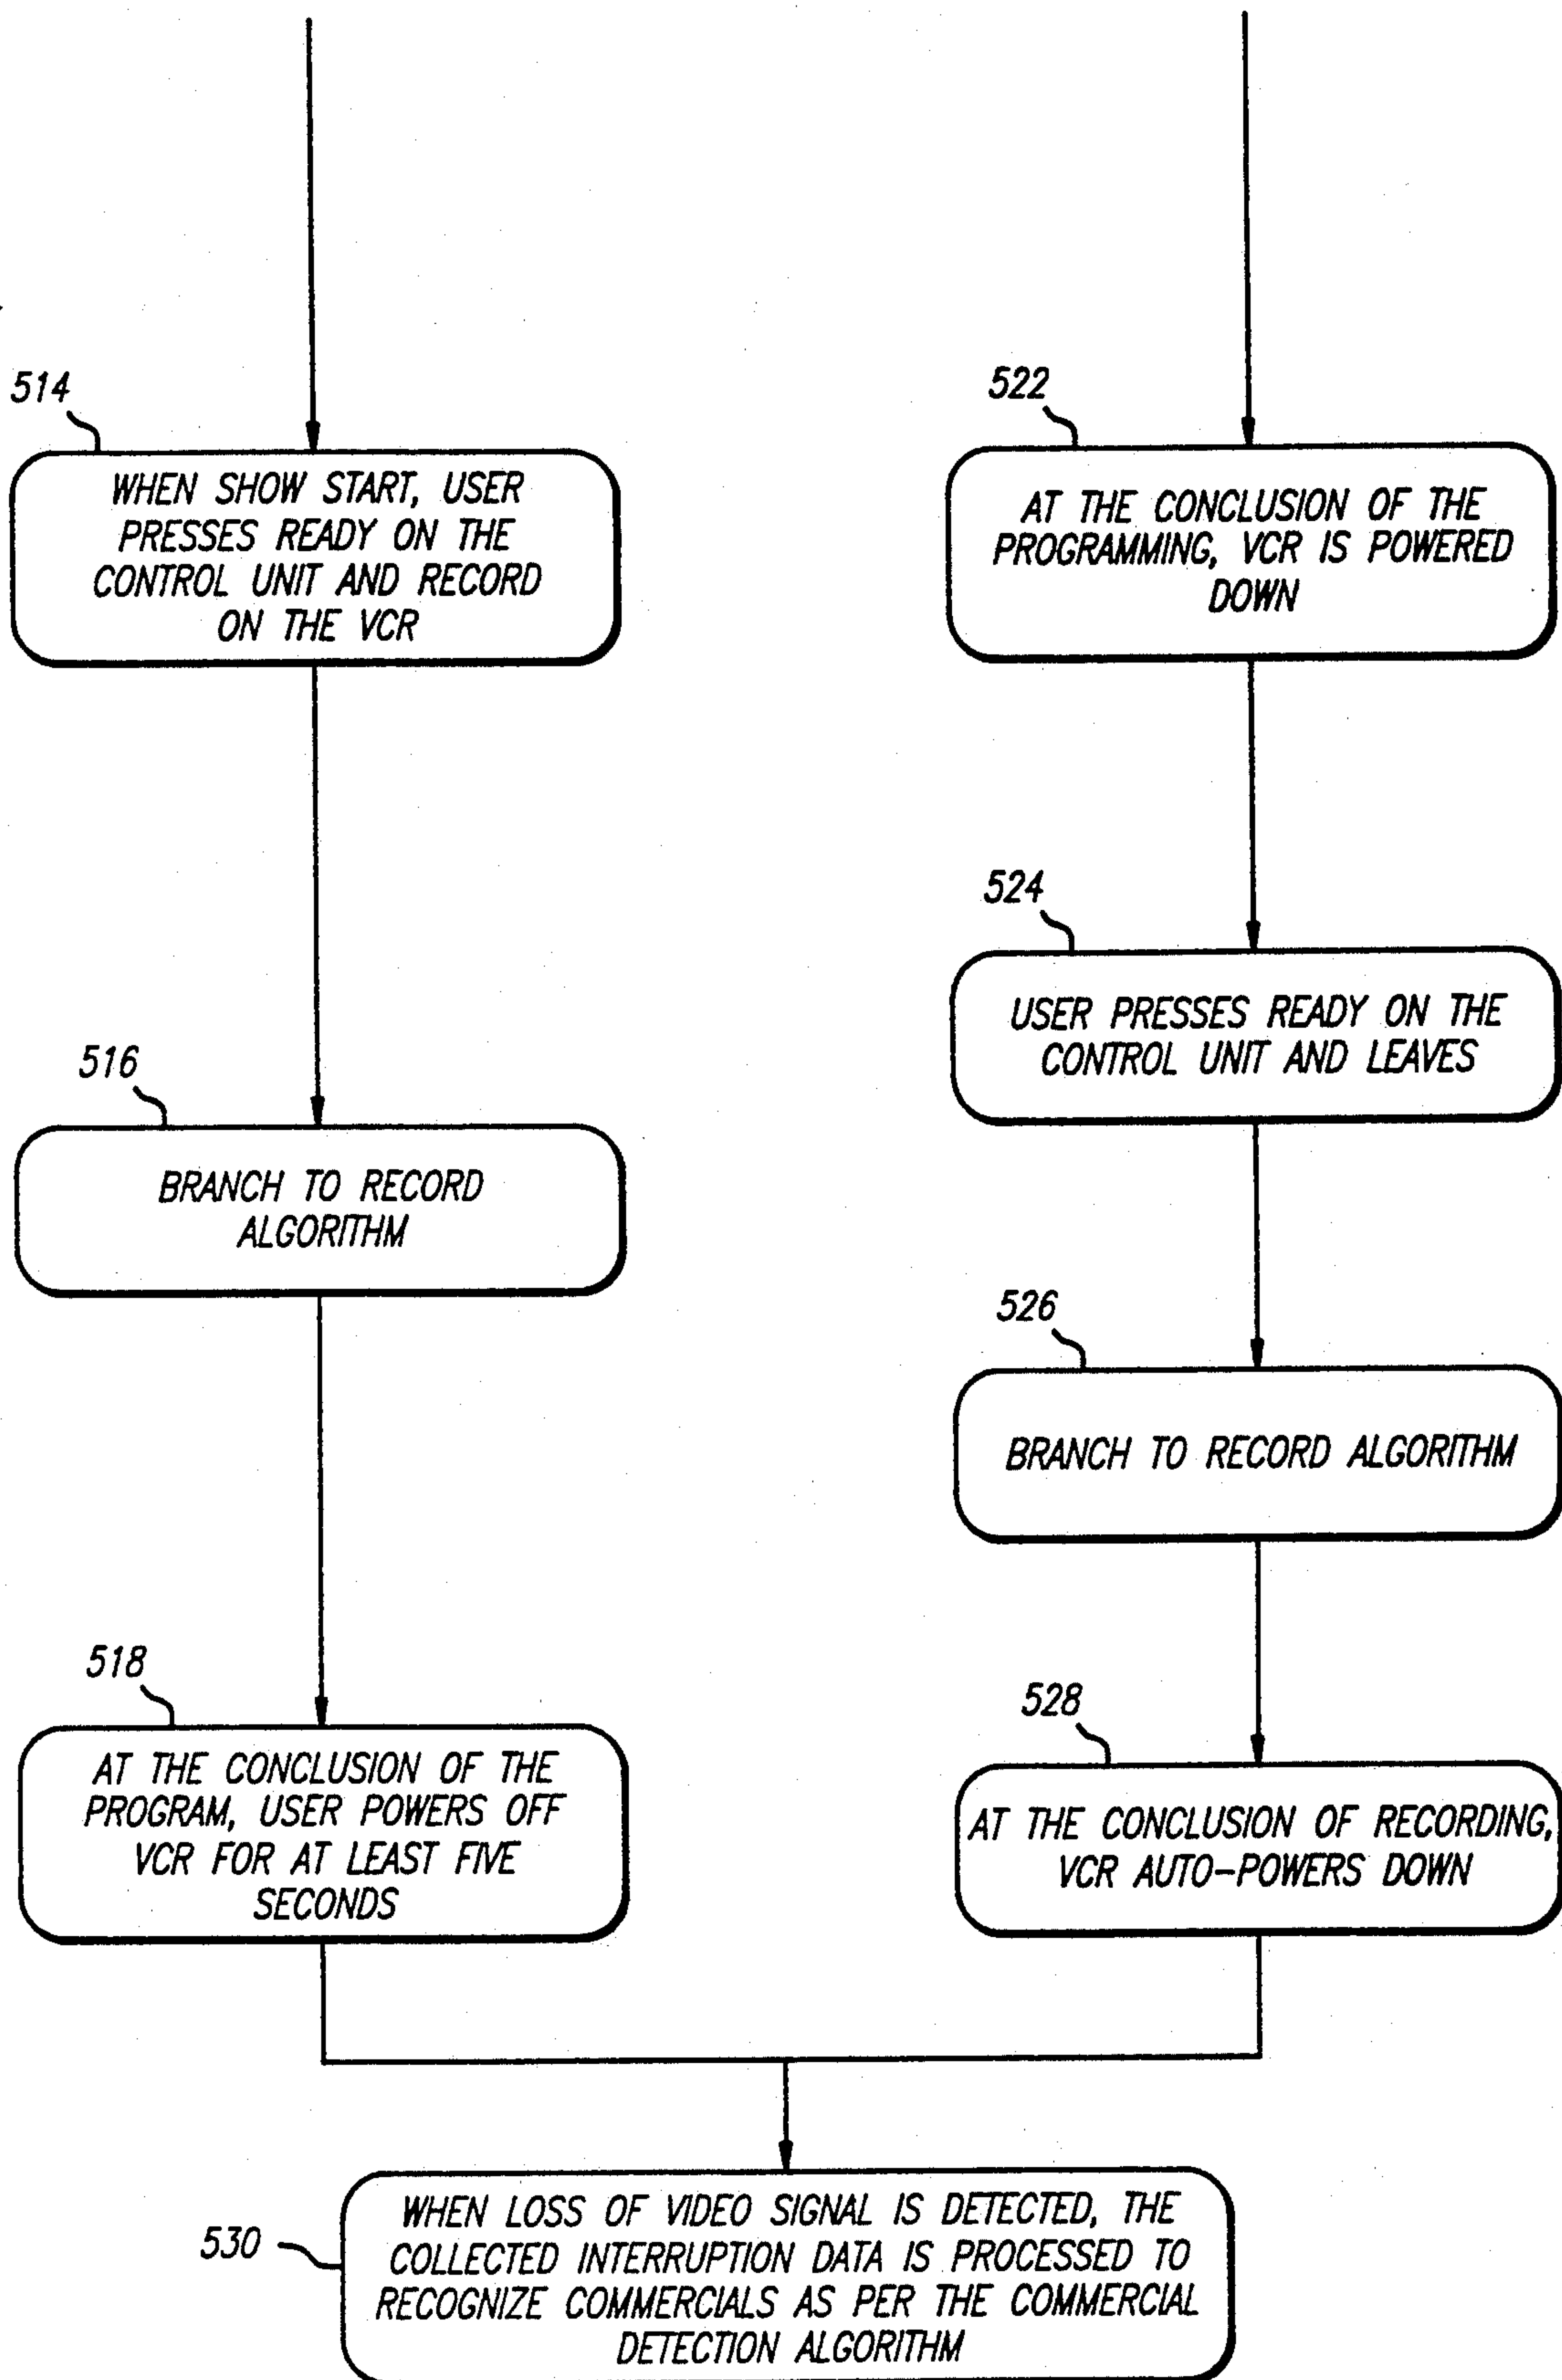 514
WHEN SHOW START, USER
PRESSES READY ON THE
CONTROL UNIT AND RECORD
ON THE VCR
516
BRANCH TO RECORD
ALGORITHM
518
AT THE CONCLUSION OF THE
PROGRAM, USER POWERS OFF
VCR FOR AT LEAST FIVE
SECONDS
522
AT THE CONCLUSION OF THE
PROGRAMMING, VCR IS POWERED
DOWN
524
USER PRESSES READY ON THE
CONTROL UNIT AND LEAVES
526
BRANCH TO RECORD ALGORITHM
528
AT THE CONCLUSION OF RECORDING,
VCR AUTO-POWERS DOWN
530
WHEN LOSS OF VIDEO SIGNAL IS DETECTED, THE
COLLECTED INTERRUPTION DATA IS PROCESSED TO
RECOGNIZE COMMERCIALS AS PER THE COMMERCIAL
DETECTION ALGORITHM